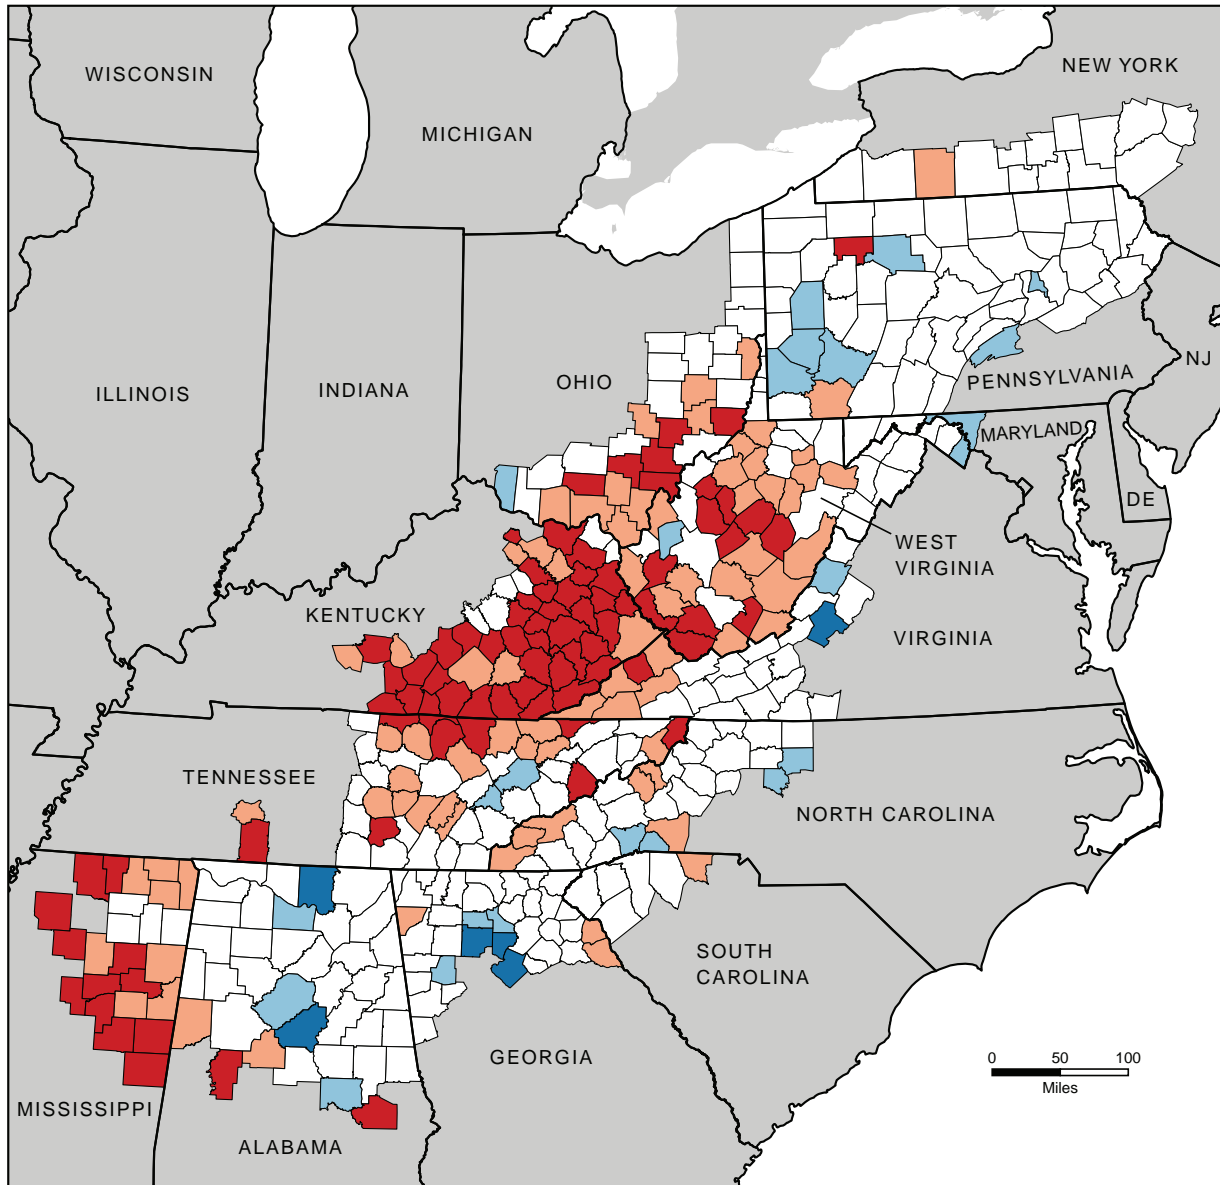 NEW YORK
WISCONSIN
MICHIGAN
NJ
PENNSYLVANIA
OHIO
INDIANA
ILLINOIS
MARYLAND
DE
WEST
VIRGINIA
KENTUCKY
VIRGINIA
TENNESSEE
NORTH CAROLINA
SOUTH
CAROLINA
GEORGIA
0 50 100
Miles
MISSISSIPPI
ALABAMA